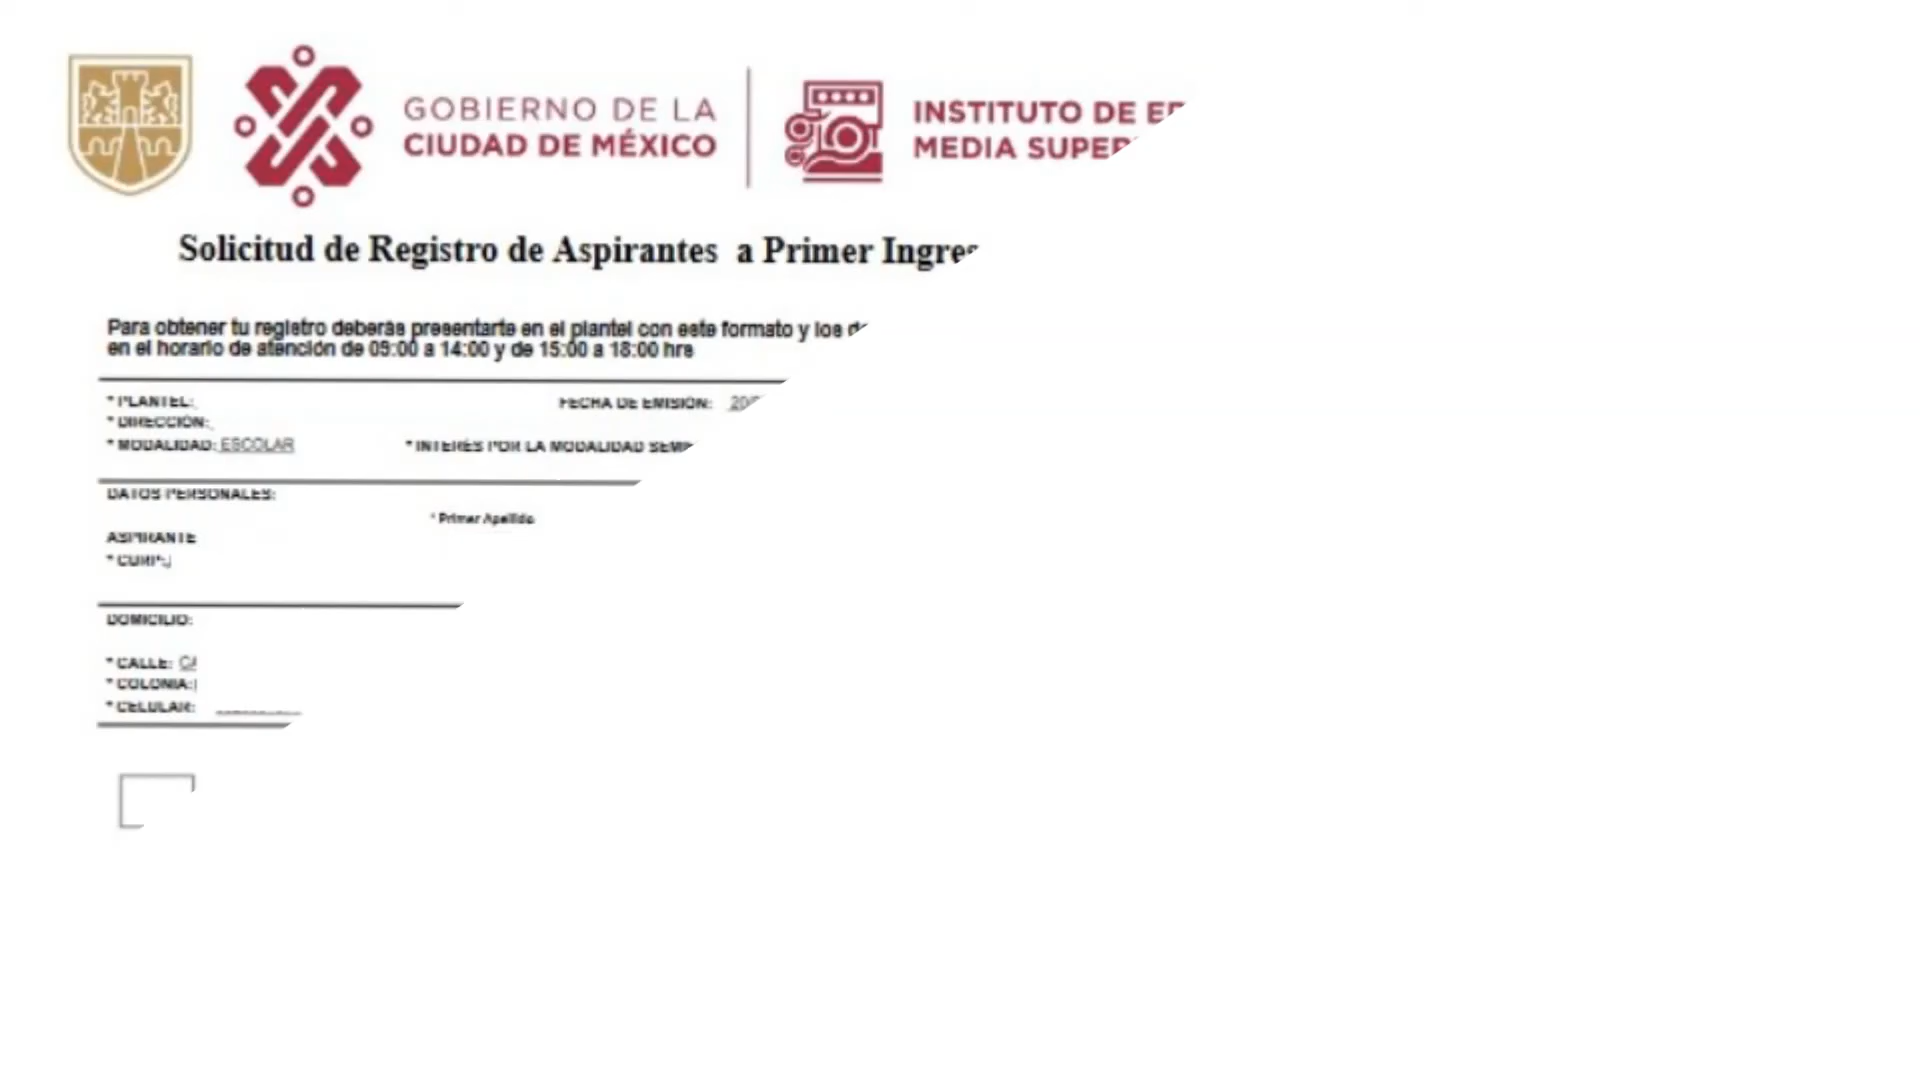 GOBIERNO DE LA
CIUDAD DE MÉXICO
INSTITUTO DE
MEDIA
Solicitud de Registro de Aspirantes a Primer
Para obtener tu registro deberás presentarte en el plantel con este formato y los
en el horario de atención de 09:00 a 14:00 y de 15:00 a 18:00 hrs
* PLANTEL: FECHA DE EMISIÓN:
* DIRECCIÓN:
* MODALIDAD: ESCOLAR * INTERÉS POR LA MODALIDAD
DATOS PERSONALES:
* Primer Apellido
ASPIRANTE
* CURP:
DOMICILIO:
* CALLE:
* COLONIA:
* CELULAR: